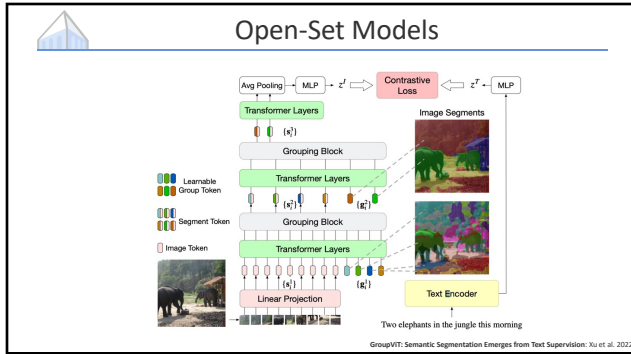 Open-Set Models
Avg Pooling
MLP
z^I
Contrastive
Loss
z^T
MLP
Transformer Layers
{s_i^3}
Image Segments
Grouping Block
Learnable
Group Token
Transformer Layers
{s_i^2}
{g_i^2}
Segment Token
Grouping Block
Image Token
Transformer Layers
{s_i^1}
{g_i^1}
Linear Projection
Text Encoder
Two elephants in the jungle this morning
GroupViT: Semantic Segmentation Emerges from Text Supervision: Xu et al. 2022